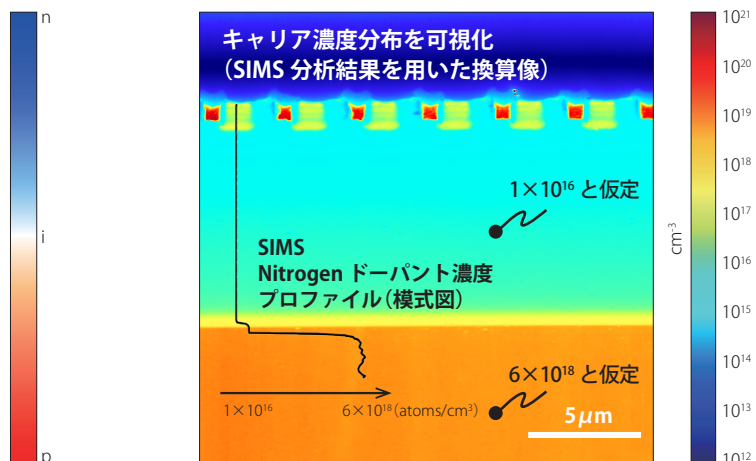 n
i
p
キャリア濃度分布を可視化
（SIMS 分析結果を用いた換算像）
1×10¹⁶ と仮定
SIMS
Nitrogen ドーパント濃度
プロファイル（模式図）
6×10¹⁸ と仮定
1×10¹⁶
6×10¹⁸(atoms/cm³)
5μm
cm⁻³
10²¹
10²⁰
10¹⁹
10¹⁸
10¹⁷
10¹⁶
10¹⁵
10¹⁴
10¹³
10¹²